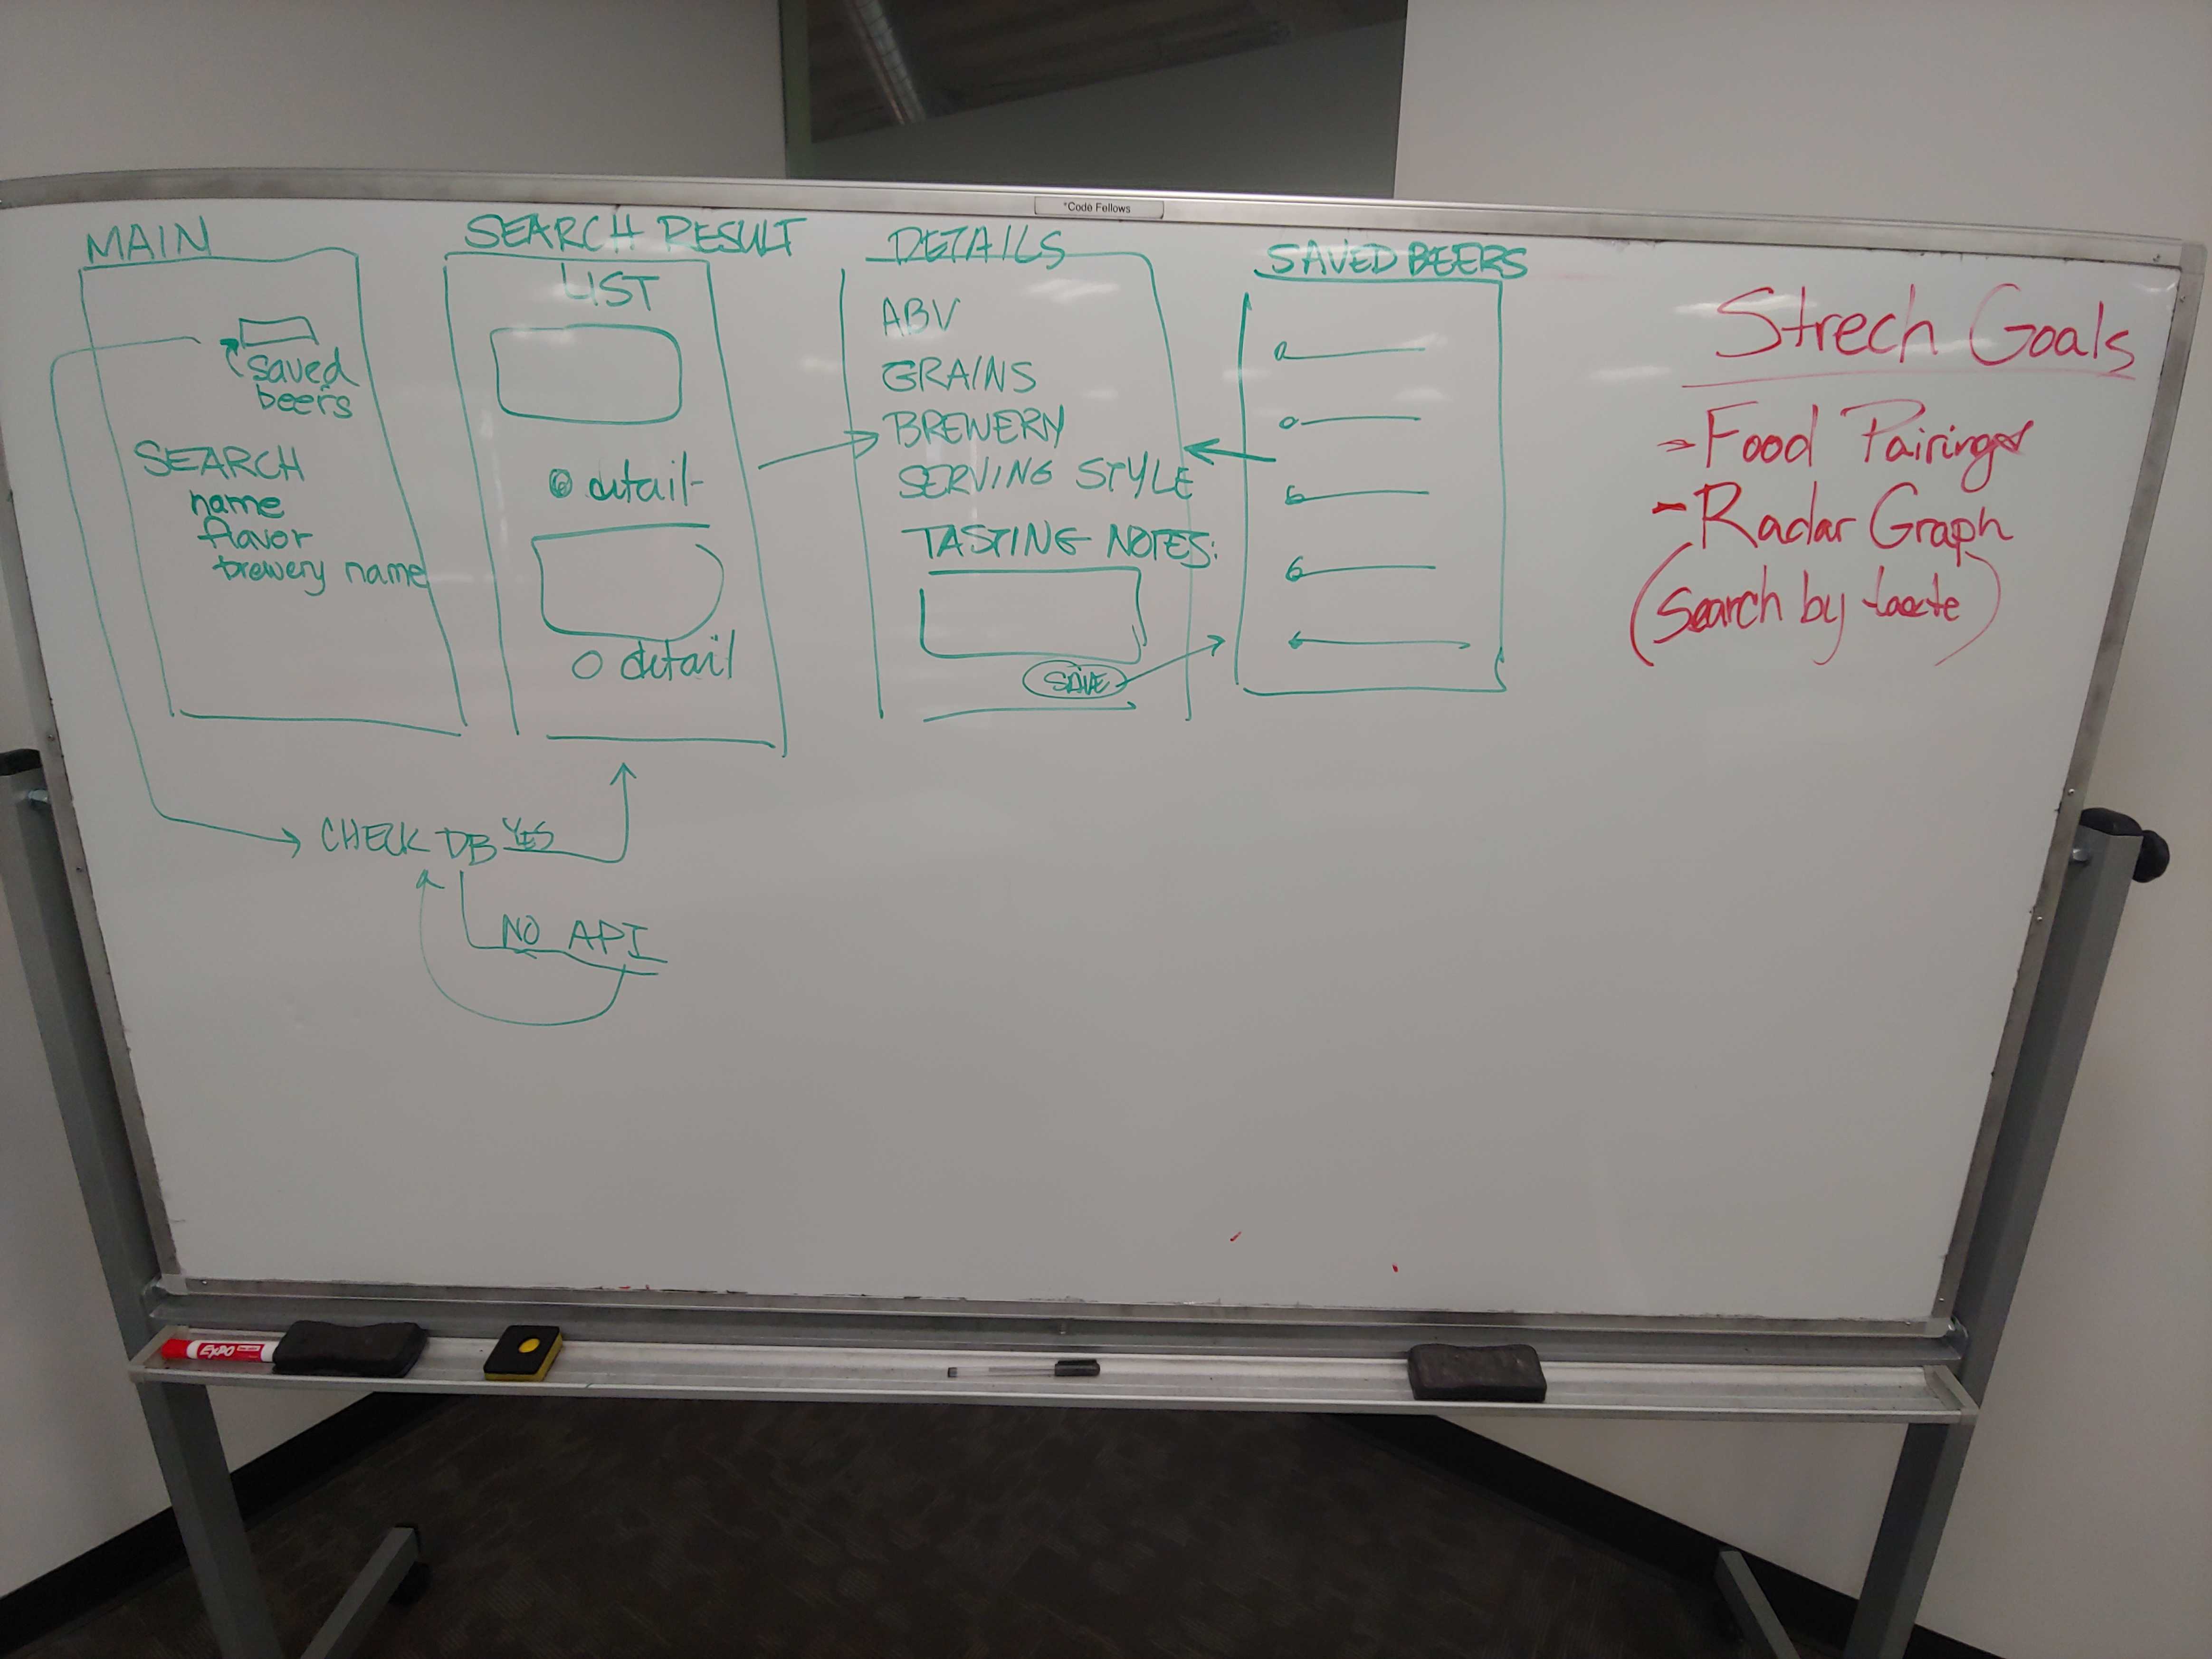 *Code Fellows
MAIN
saved
beers
SEARCH
name
flavor
brewery name
SEARCH RESULT
LIST
detail
detail
DETAILS
ABV
GRAINS
BREWERY
SERVING STYLE
TASTING NOTES:
SAVE
SAVED BEERS
CHECK DB YES
NO API
Strech Goals
- Food Pairings
- Radar Graph
(Search by taste)
EXPO